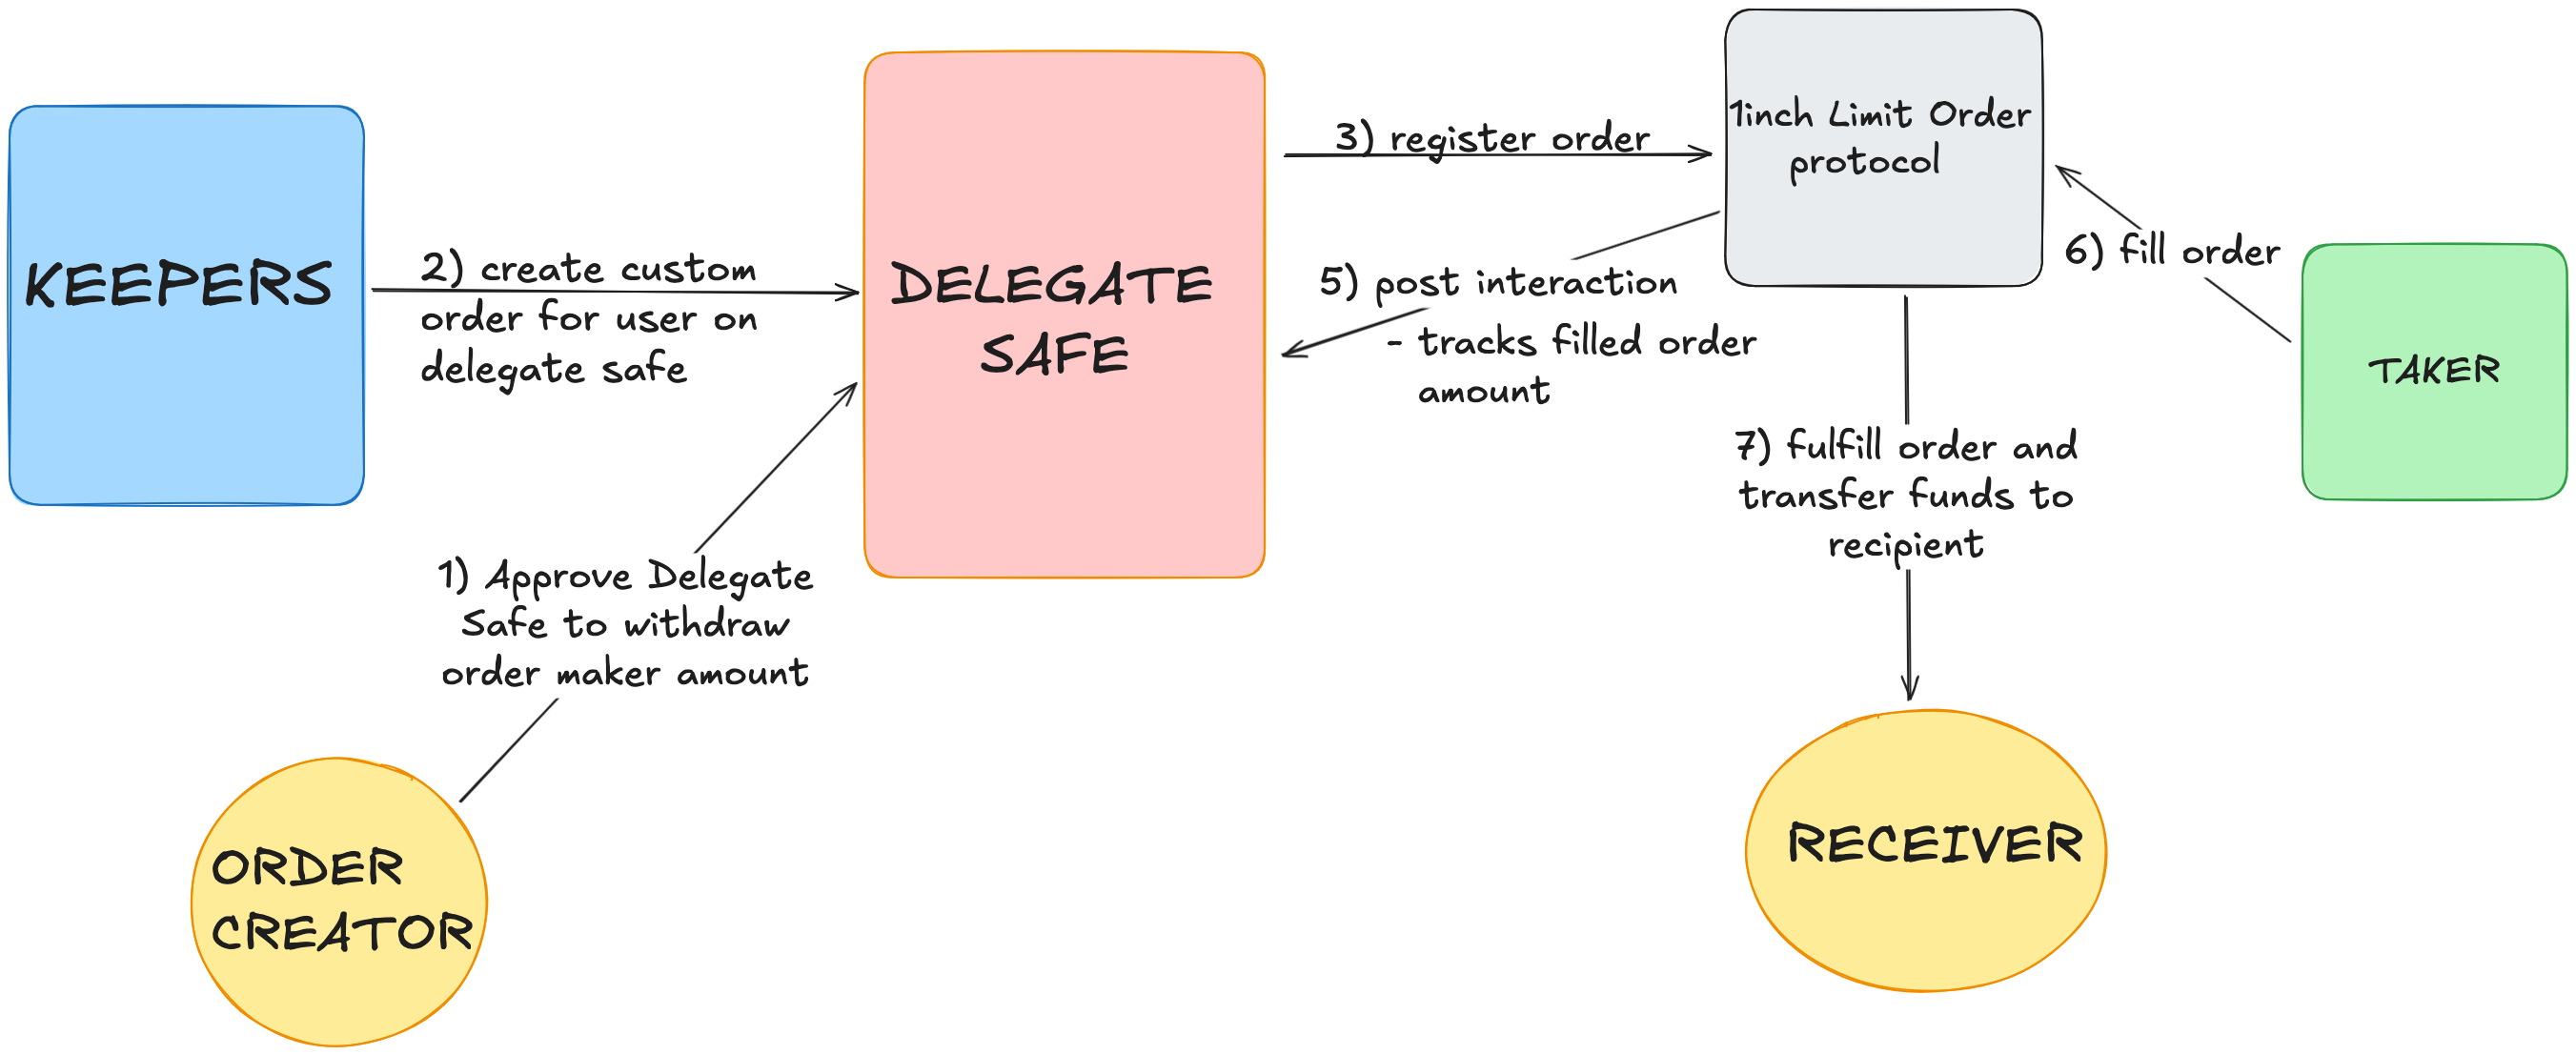 KEEPERS
2) create custom
order for user on
delegate safe
1) Approve Delegate
Safe to withdraw
order maker amount
ORDER
CREATOR
DELEGATE
SAFE
3) register order
5) post interaction
- tracks filled order
amount
1inch Limit Order
protocol
6) fill order
TAKER
7) fulfill order and
transfer funds to
recipient
RECEIVER